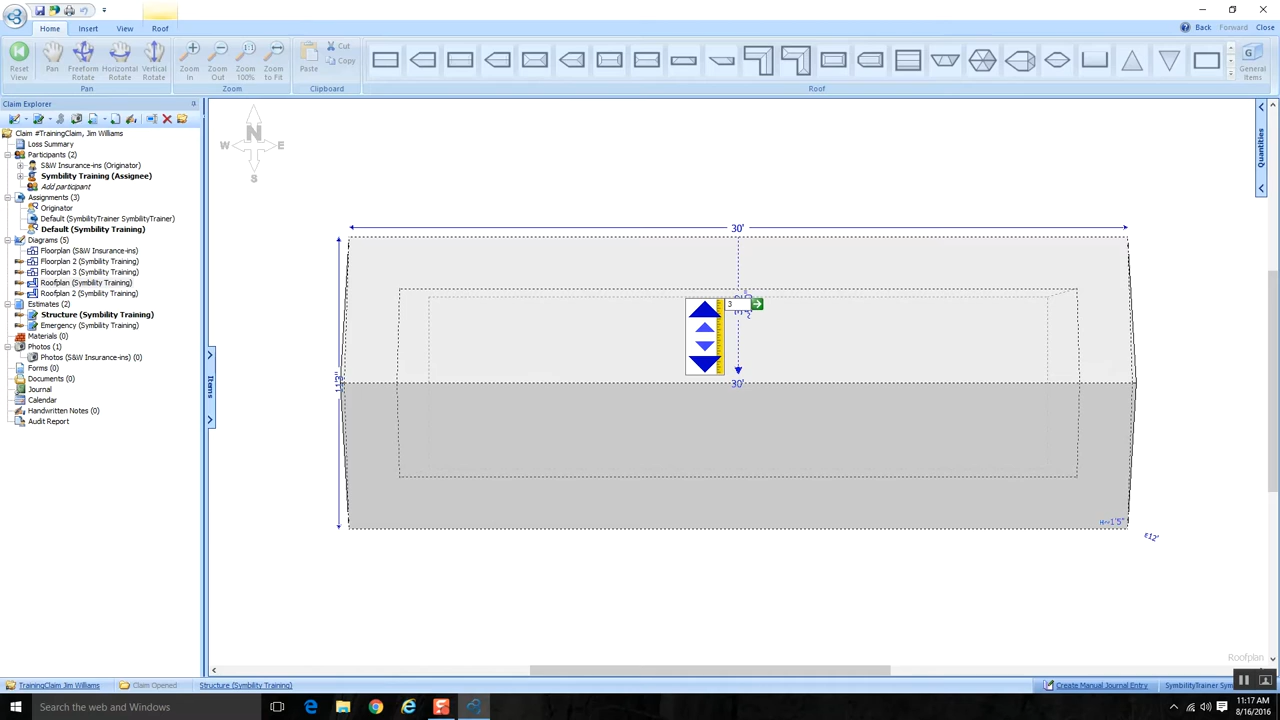 Home
Insert
View
Roof
Back
Forward
Close
Reset
View
Pan
Freeform
Rotate
Horizontal
Rotate
Vertical
Rotate
Zoom
In
Zoom
Out
Zoom
100%
Zoom
to Fit
Paste
Cut
Copy
General
Items
Pan
Zoom
Clipboard
Roof
Claim Explorer
Claim #TrainingClaim, Jim Williams
Loss Summary
Participants (2)
S&W Insurance-ins (Originator)
Symbility Training (Assignee)
Add participant
Assignments (3)
Originator
Default (SymbilityTrainer SymbilityTrainer)
Default (Symbility Training)
Diagrams (5)
Floorplan (S&W Insurance-ins)
Floorplan 2 (Symbility Training)
Floorplan 3 (Symbility Training)
Roofplan (Symbility Training)
Roofplan 2 (Symbility Training)
Estimates (2)
Structure (Symbility Training)
Emergency (Symbility Training)
Materials (0)
Photos (1)
Photos (S&W Insurance-ins) (0)
Forms (0)
Documents (0)
Journal
Calendar
Handwritten Notes (0)
Audit Report
Items
Quantities
N
W E
S
30'
3
30'
H~1'5"
E12"
Roofplan
TrainingClaim Jim Williams
Claim Opened
Structure (Symbility Training)
Create Manual Journal Entry
SymbilityTrainer Sym
Search the web and Windows
11:17 AM
8/16/2016